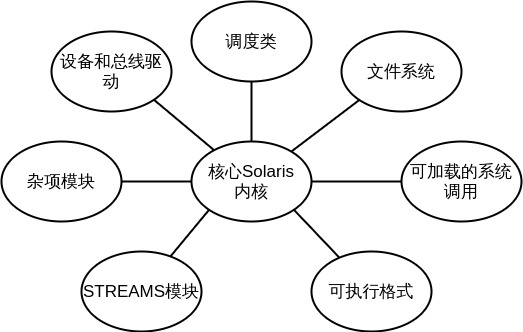 调度类
设备和总线驱
动
文件系统
核心Solaris
内核
杂项模块
可加载的系统
调用
STREAMS模块
可执行格式